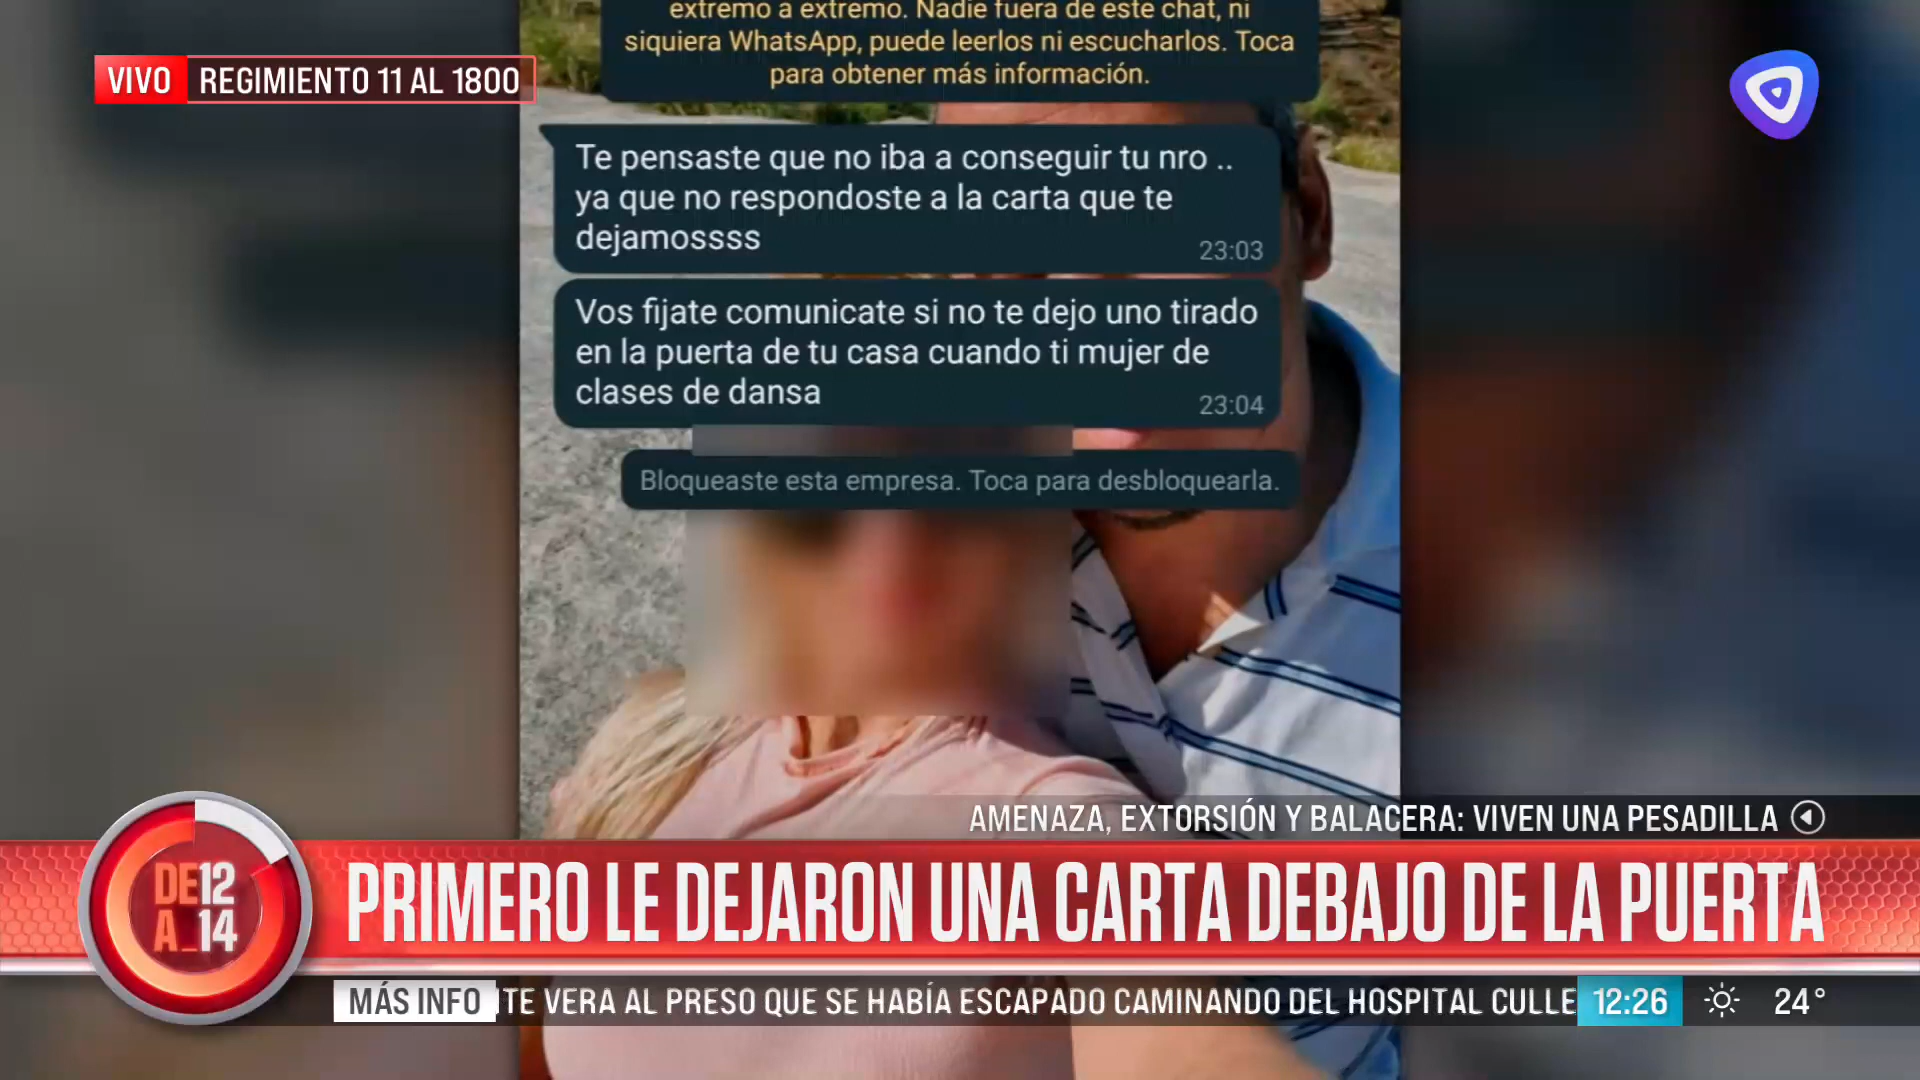 extremo a extremo. Nadie fuera de este chat, ni
siquiera WhatsApp, puede leerlos ni escucharlos. Toca
para obtener más información.
VIVO REGIMIENTO 11 AL 1800
Te pensaste que no iba a conseguir tu nro ..
ya que no respondoste a la carta que te
dejamossss
23:03
Vos fijate comunicate si no te dejo uno tirado
en la puerta de tu casa cuando ti mujer de
clases de dansa
23:04
Bloqueaste esta empresa. Toca para desbloquearla.
AMENAZA, EXTORSIÓN Y BALACERA: VIVEN UNA PESADILLA
DE12
A_14
PRIMERO LE DEJARON UNA CARTA DEBAJO DE LA PUERTA
MÁS INFO TE VERA AL PRESO QUE SE HABÍA ESCAPADO CAMINANDO DEL HOSPITAL CULLE 12:26 24°